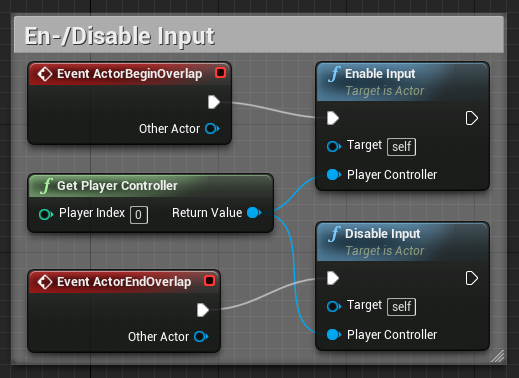 En-/Disable Input
Event ActorBeginOverlap
Other Actor
f Enable Input
Target is Actor
Target self
Player Controller
f Get Player Controller
Player Index 0 Return Value
f Disable Input
Target is Actor
Target self
Player Controller
Event ActorEndOverlap
Other Actor